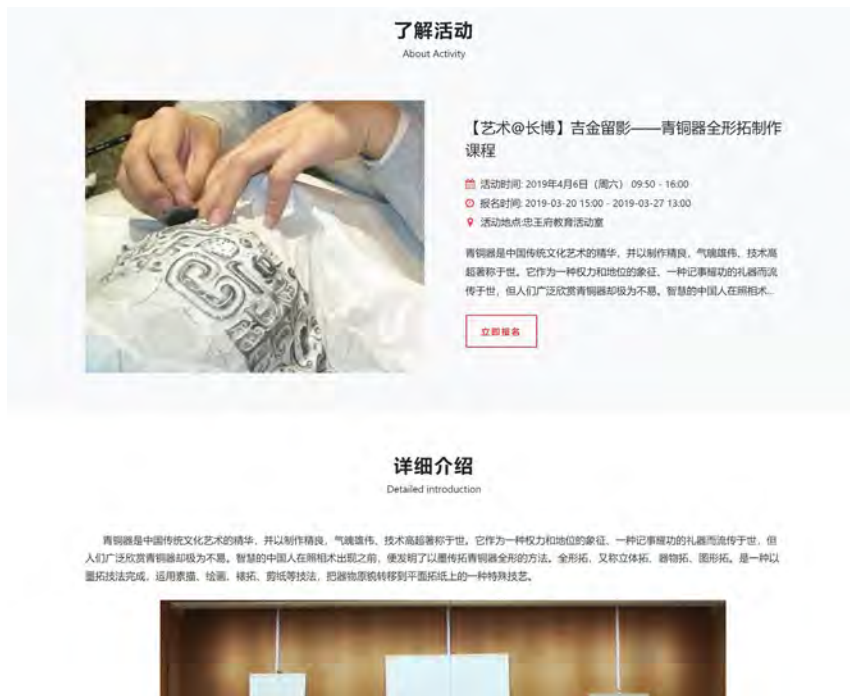 了解活动
About Activity
【艺术@长博】吉金留影——青铜器全形拓制作
课程
活动时间: 2019年4月6日（周六） 09:50 - 16:00
报名时间: 2019-03-20 15:00 - 2019-03-27 13:00
活动地点:忠王府教育活动室
青铜器是中国传统文化艺术的精华，并以制作精良，气魄雄伟、技术高
超著称于世。它作为一种权力和地位的象征、一种记事耀功的礼器而流
传于世，但人们广泛欣赏青铜器却极为不易。智慧的中国人在照相术...
立即报名
详细介绍
Detailed introduction
青铜器是中国传统文化艺术的精华，并以制作精良，气魄雄伟、技术高超著称于世。它作为一种权力和地位的象征、一种记事耀功的礼器而流传于世，但
人们广泛欣赏青铜器却极为不易。智慧的中国人在照相术出现之前，便发明了以墨传拓青铜器全形的方法。全形拓，又称立体拓、器物拓、图形拓。是一种以
墨拓技法完成，运用素描、绘画、裱拓、剪纸等技法，把器物原貌转移到平面拓纸上的一种特殊技艺。